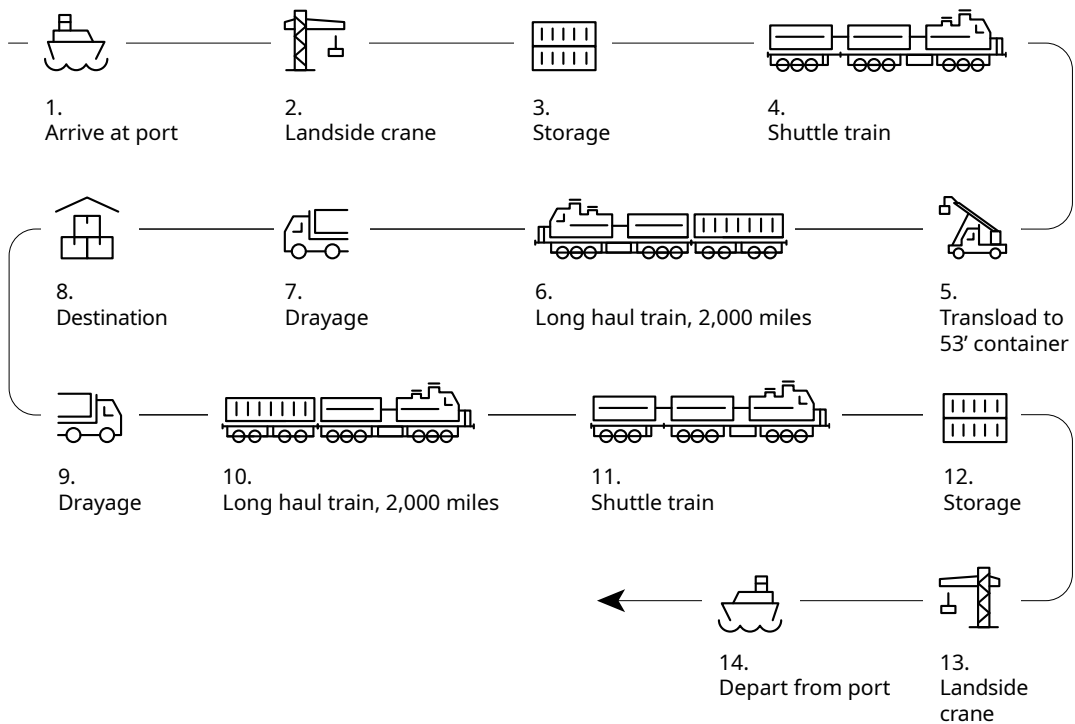 1.
Arrive at port
2.
Landside crane
3.
Storage
4.
Shuttle train
5.
Transload to
53’ container
6.
Long haul train, 2,000 miles
7.
Drayage
8.
Destination
9.
Drayage
10.
Long haul train, 2,000 miles
11.
Shuttle train
12.
Storage
13.
Landside
crane
14.
Depart from port